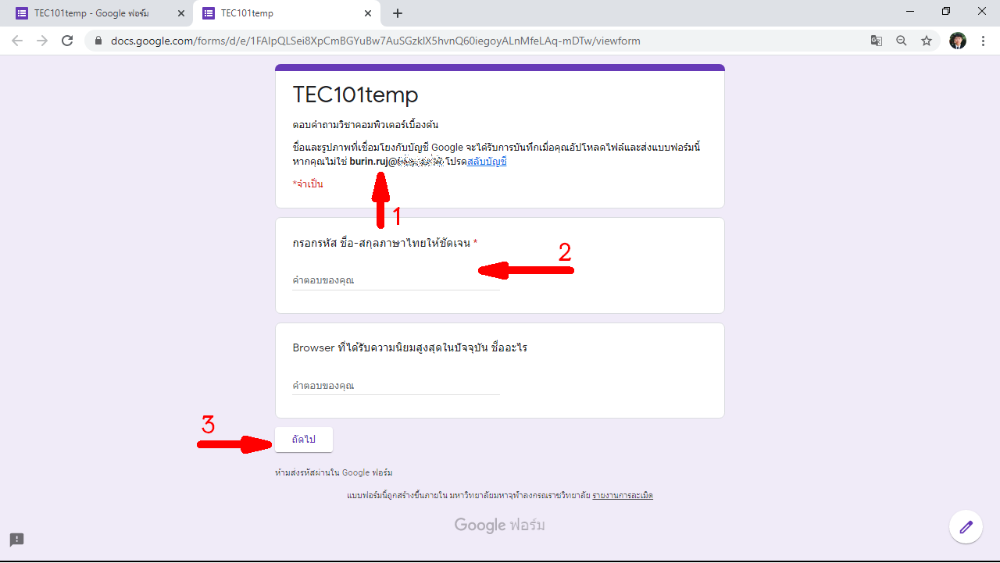 TEC101temp - Google ฟอร์ม
TEC101temp
docs.google.com/forms/d/e/1FAIpQLSei8XpCmBGYuBw7AuSGzkIX5hvnQ60iegoyALnMfeLAq-mDTw/viewform
TEC101temp
ตอบคำถามวิชาคอมพิวเตอร์เบื้องต้น
ชื่อและรูปภาพที่เชื่อมโยงกับบัญชี Google จะได้รับการบันทึกเมื่อคุณอัปโหลดไฟล์และส่งแบบฟอร์มนี้
หากคุณไม่ใช่ burin.ruj@ โปรดสลับบัญชี
*จำเป็น
1
กรอกรหัส ชื่อ-สกุลภาษาไทยให้ชัดเจน *
2
คำตอบของคุณ
Browser ที่ได้รับความนิยมสูงสุดในปัจจุบัน ชื่ออะไร
คำตอบของคุณ
3
ถัดไป
ห้ามส่งรหัสผ่านใน Google ฟอร์ม
แบบฟอร์มนี้ถูกสร้างขึ้นภายใน มหาวิทยาลัยมหาจุฬาลงกรณราชวิทยาลัย รายงานการละเมิด
Google ฟอร์ม